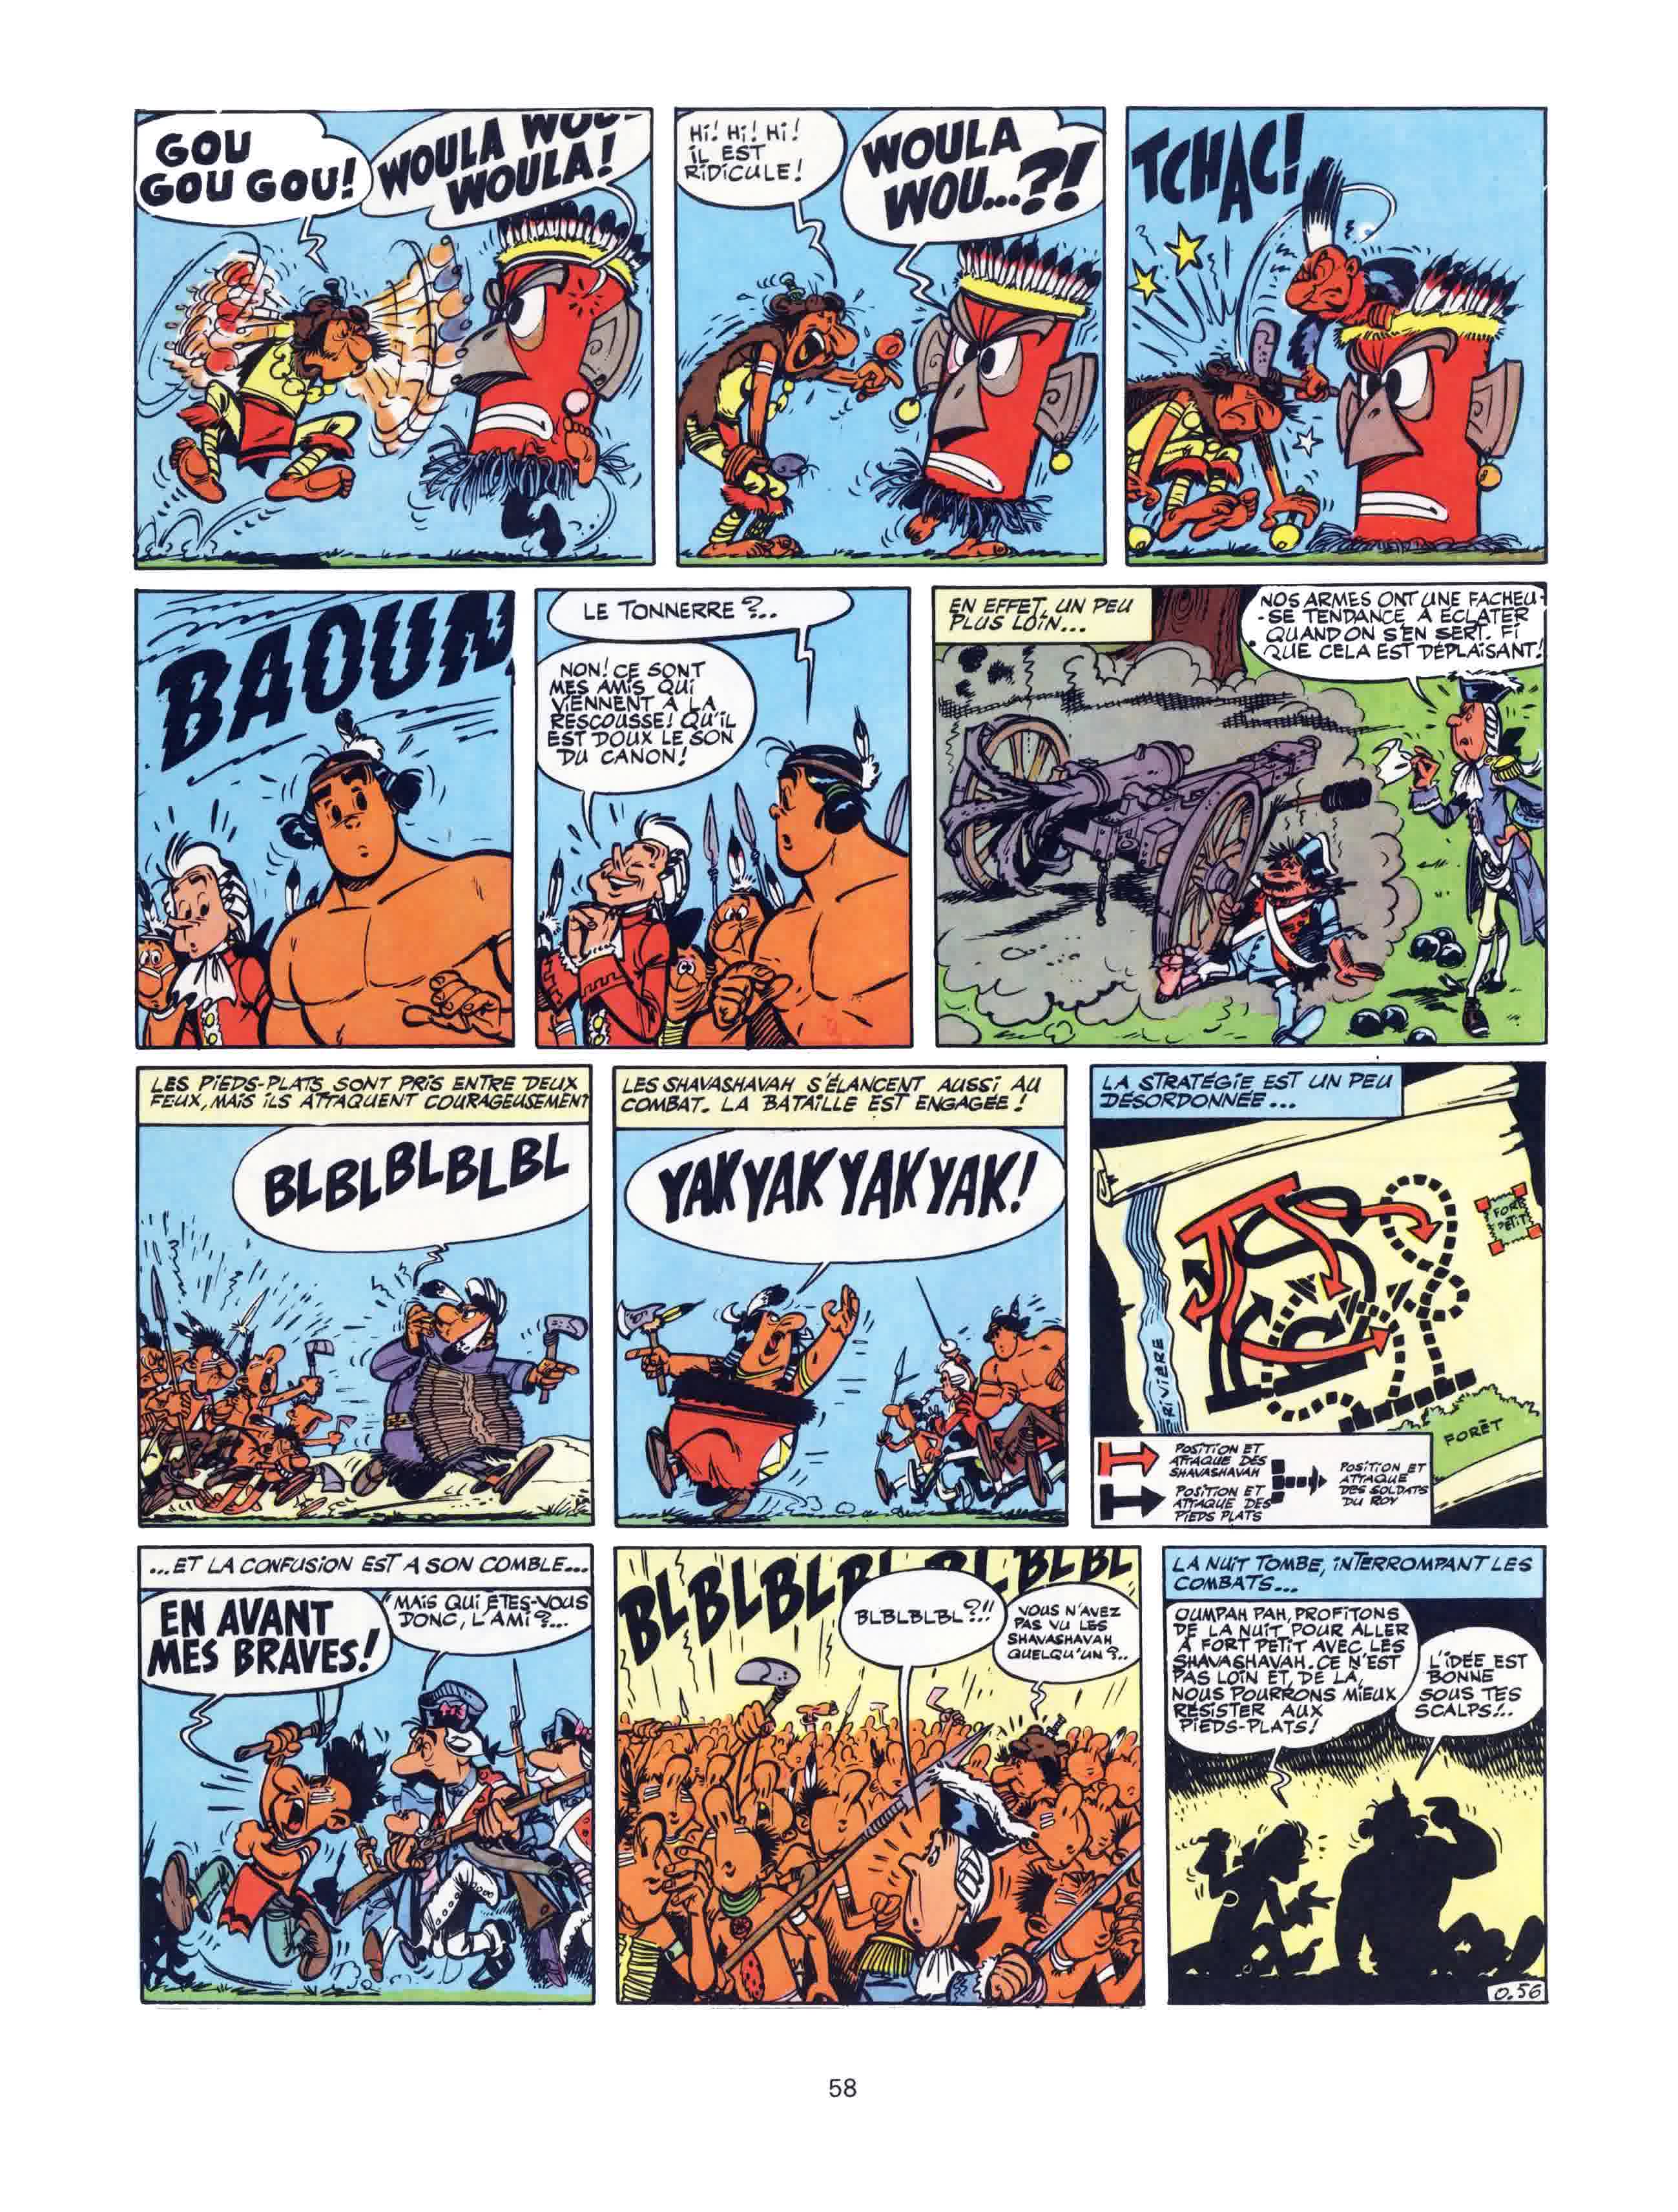 GOU
GOU GOU!
WOULA WOU-
WOULA!
HI! HI! HI!
IL EST
RIDICULE!
WOULA
WOU...?!
TCHAC!
BAOUM
LE TONNERRE?...
NON! CE SONT
MES AMIS QUI
VIENNENT A LA
RESCOUSSE! QU'IL
EST DOUX LE SON
DU CANON!
EN EFFET, UN PEU
PLUS LOIN...
NOS ARMES ONT UNE FACHEU-
-SE TENDANCE A ECLATER
QUAND ON S'EN SERT. FI
QUE CELA EST DEPLAISANT!
LES PIEDS-PLATS SONT PRIS ENTRE DEUX
FEUX, MAIS ILS ATTAQUENT COURAGEUSEMENT
BLBLBLBLBL
LES SHAVASHAVAH S'ÉLANCENT AUSSI AU
COMBAT. LA BATAILLE EST ENGAGÉE!
YAKYAKYAKYAK!
LA STRATÉGIE EST UN PEU
DÉSORDONNÉE...
FORT
PETIT
RIVIÈRE
FORÊT
POSITION ET
ATTAQUE DES
SHAVASHAVAH
POSITION ET
ATTAQUE DES
PIEDS PLATS
POSITION ET
ATTAQUE
DES SOLDATS
DU ROY
...ET LA CONFUSION EST A SON COMBLE...
EN AVANT
MES BRAVES!
MAIS QUI ÊTES-VOUS
DONC, L'AMI?...
BLBLBLBL BLBLBLBL
BLBLBLBL?!!
VOUS N'AVEZ
PAS VU LES
SHAVASHAVAH
QUELQU'UN?..
LA NUIT TOMBE, INTERROMPANT LES
COMBATS...
OUMPAH PAH, PROFITONS
DE LA NUIT POUR ALLER
A FORT PETIT AVEC LES
SHAVASHAVAH. CE N'EST
PAS LOIN ET, DE LA,
NOUS POURRONS MIEUX
RESISTER AUX
PIEDS-PLATS!
L'IDÉE EST
BONNE
SOUS TES
SCALPS!..
O.56
58